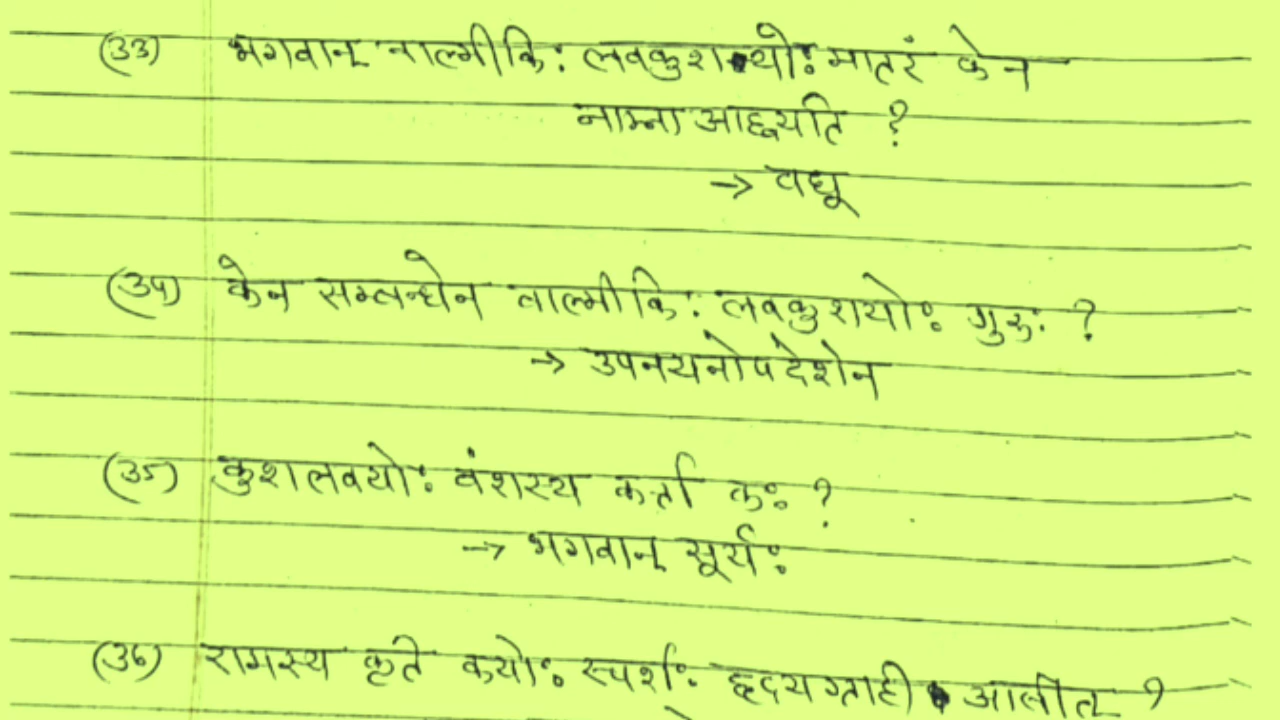 (33) भगवान् वाल्मीकि: लवकुशयो: मातरं केन
नाम्ना आह्वयति ?
→ वधू
(34) केन सम्बन्धेन वाल्मीकि: लवकुशयो: गुरु: ?
→ उपनयनोपदेशेन
(35) कुशलवयो: वंशस्य कर्ता क: ?
→ भगवान् सूर्य:
(36) रामस्य कृते कयो: स्पर्श: हृदयग्राही आसीत् ?